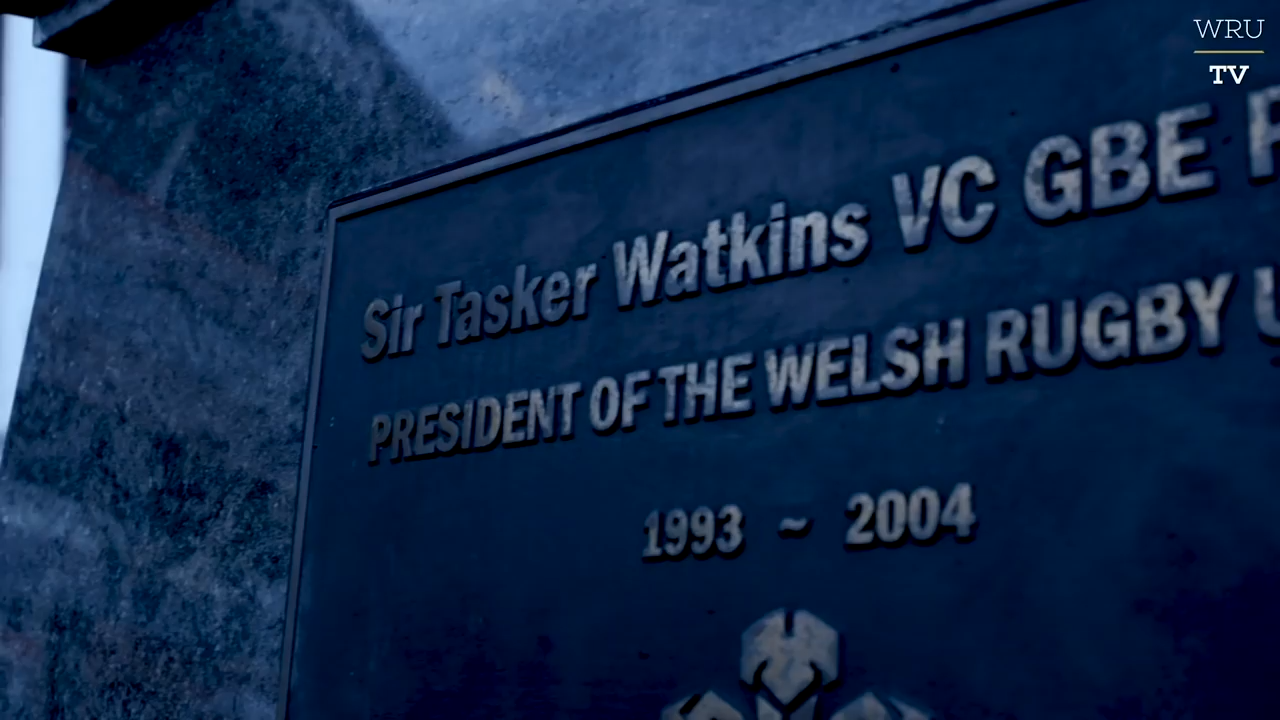 WRU
TV
Sir Tasker Watkins VC GBE
PRESIDENT OF THE WELSH RUGBY
1993 ~ 2004